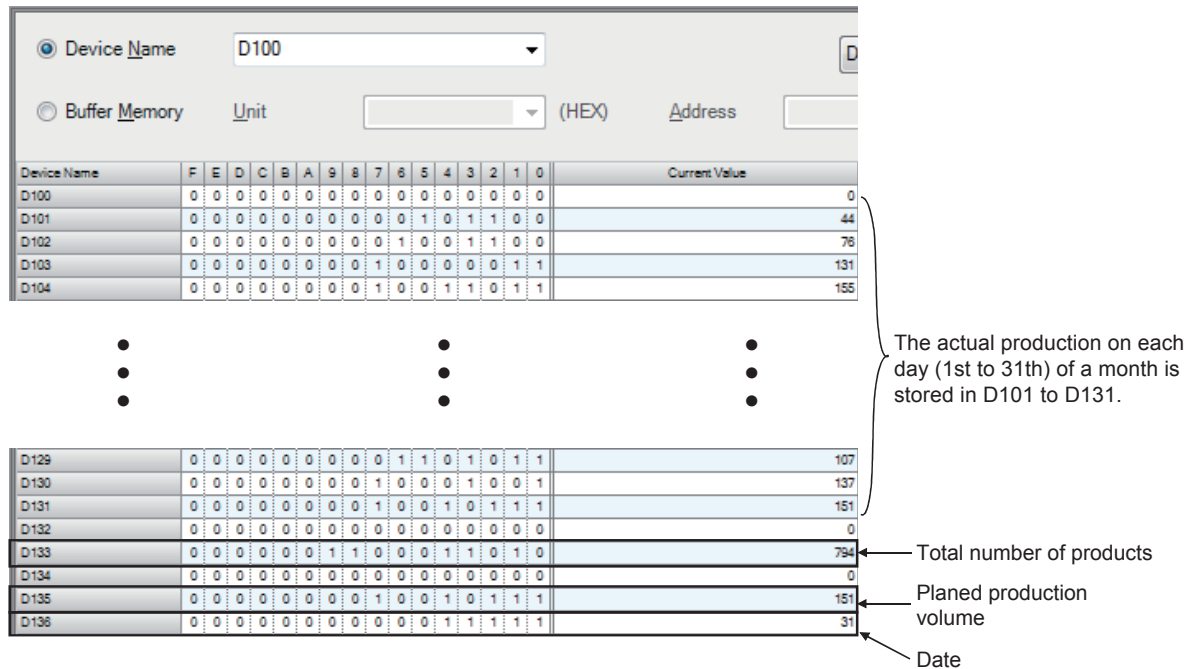 Device Name D100 D
Buffer Memory Unit (HEX) Address
Device Name F E D C B A 9 8 7 6 5 4 3 2 1 0 Current Value
D100 0 0 0 0 0 0 0 0 0 0 0 0 0 0 0 0 0
D101 0 0 0 0 0 0 0 0 0 0 1 0 1 1 0 0 44
D102 0 0 0 0 0 0 0 0 0 1 0 0 1 1 0 0 76
D103 0 0 0 0 0 0 0 0 1 0 0 0 0 0 1 1 131
D104 0 0 0 0 0 0 0 0 1 0 0 1 1 0 1 1 155
The actual production on each
day (1st to 31th) of a month is
stored in D101 to D131.
D129 0 0 0 0 0 0 0 0 0 1 1 0 1 0 1 1 107
D130 0 0 0 0 0 0 0 0 1 0 0 0 1 0 0 1 137
D131 0 0 0 0 0 0 0 0 1 0 0 1 0 1 1 1 151
D132 0 0 0 0 0 0 0 0 0 0 0 0 0 0 0 0 0
D133 0 0 0 0 0 0 1 1 0 0 0 1 1 0 1 0 794
Total number of products
D134 0 0 0 0 0 0 0 0 0 0 0 0 0 0 0 0 0
D135 0 0 0 0 0 0 0 0 1 0 0 1 0 1 1 1 151
Planed production
volume
D136 0 0 0 0 0 0 0 0 0 0 0 1 1 1 1 1 31
Date